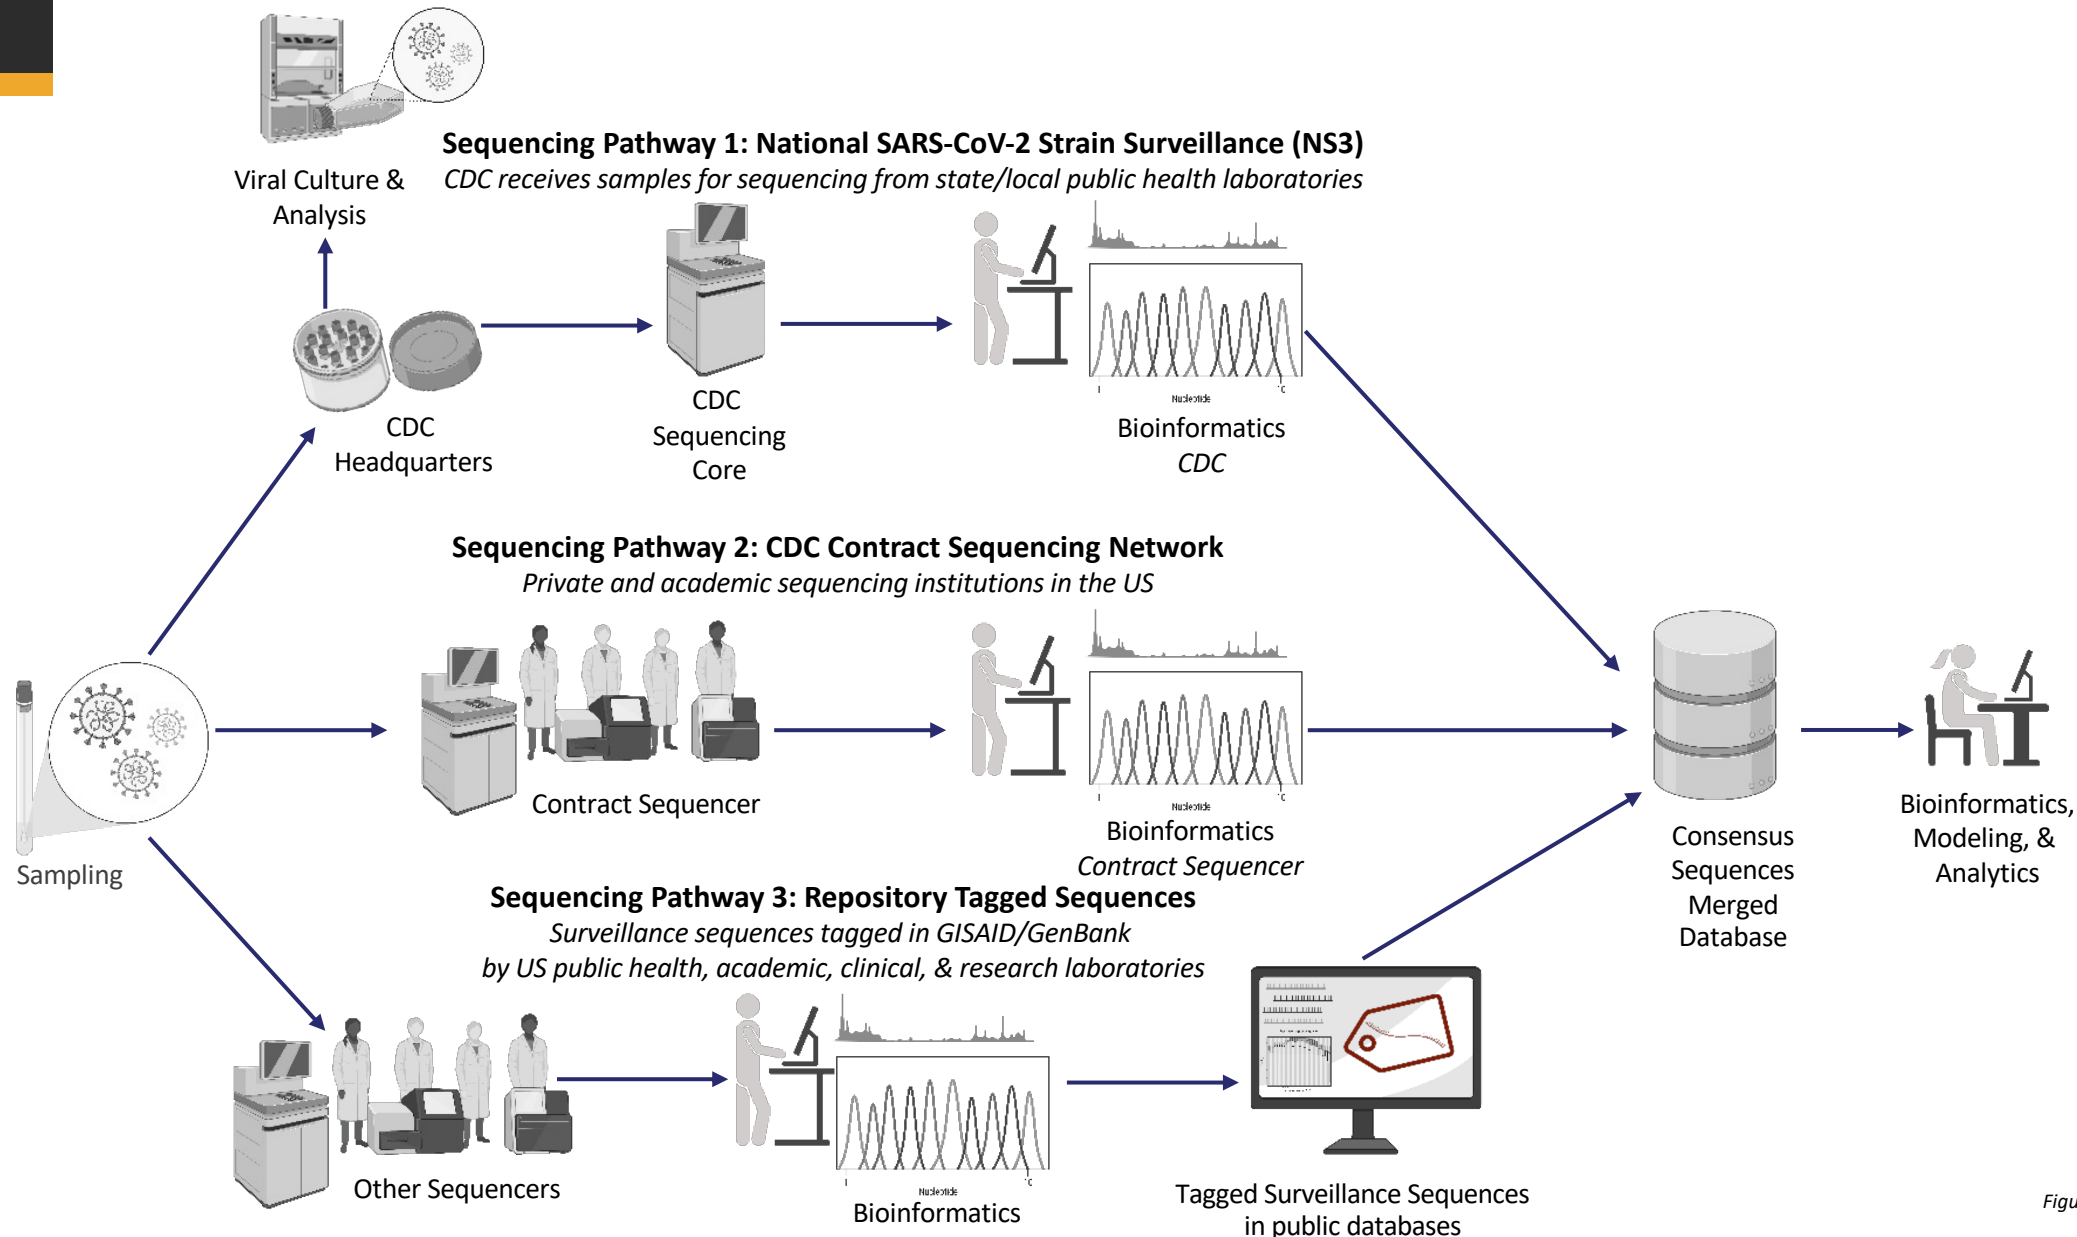 Sequencing Pathway 1: National SARS-CoV-2 Strain Surveillance (NS3)
CDC receives samples for sequencing from state/local public health laboratories
Viral Culture &
Analysis
CDC
Headquarters
CDC
Sequencing
Core
Nucleotide
Bioinformatics
CDC
Sequencing Pathway 2: CDC Contract Sequencing Network
Private and academic sequencing institutions in the US
Sampling
Contract Sequencer
Nucleotide
Bioinformatics
Contract Sequencer
Consensus
Sequences
Merged
Database
Bioinformatics,
Modeling, &
Analytics
Sequencing Pathway 3: Repository Tagged Sequences
Surveillance sequences tagged in GISAID/GenBank
by US public health, academic, clinical, & research laboratories
Other Sequencers
Nucleotide
Bioinformatics
Tagged Surveillance Sequences
in public databases
Figu